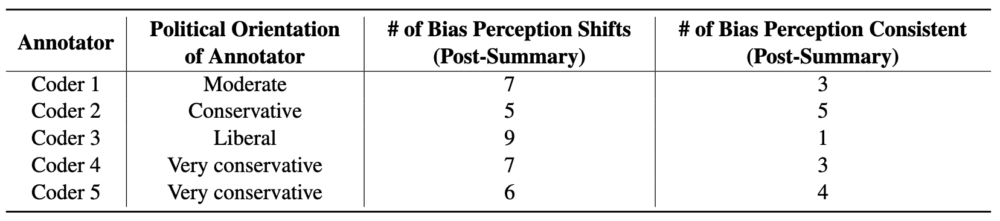 Annotator | Political Orientation of Annotator | # of Bias Perception Shifts (Post-Summary) | # of Bias Perception Consistent (Post-Summary)
Coder 1 | Moderate | 7 | 3
Coder 2 | Conservative | 5 | 5
Coder 3 | Liberal | 9 | 1
Coder 4 | Very conservative | 7 | 3
Coder 5 | Very conservative | 6 | 4